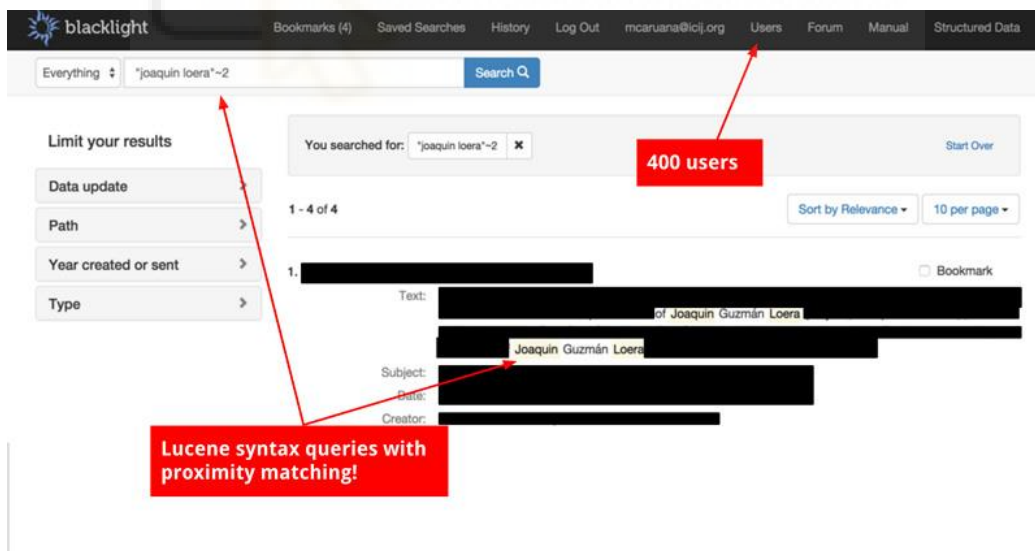 blacklight Bookmarks (4) Saved Searches History Log Out mcaruana@icij.org Users Forum Manual Structured Data
Everything "joaquin loera"~2 Search
Limit your results
You searched for: "joaquin loera"~2 ✖
400 users
Start Over
Data update
1 - 4 of 4
Sort by Relevance
10 per page
Path
Year created or sent
1.
Bookmark
Type
Text:
of Joaquin Guzmán Loera
Joaquin Guzmán Loera
Subject:
Date:
Creator:
Lucene syntax queries with
proximity matching!